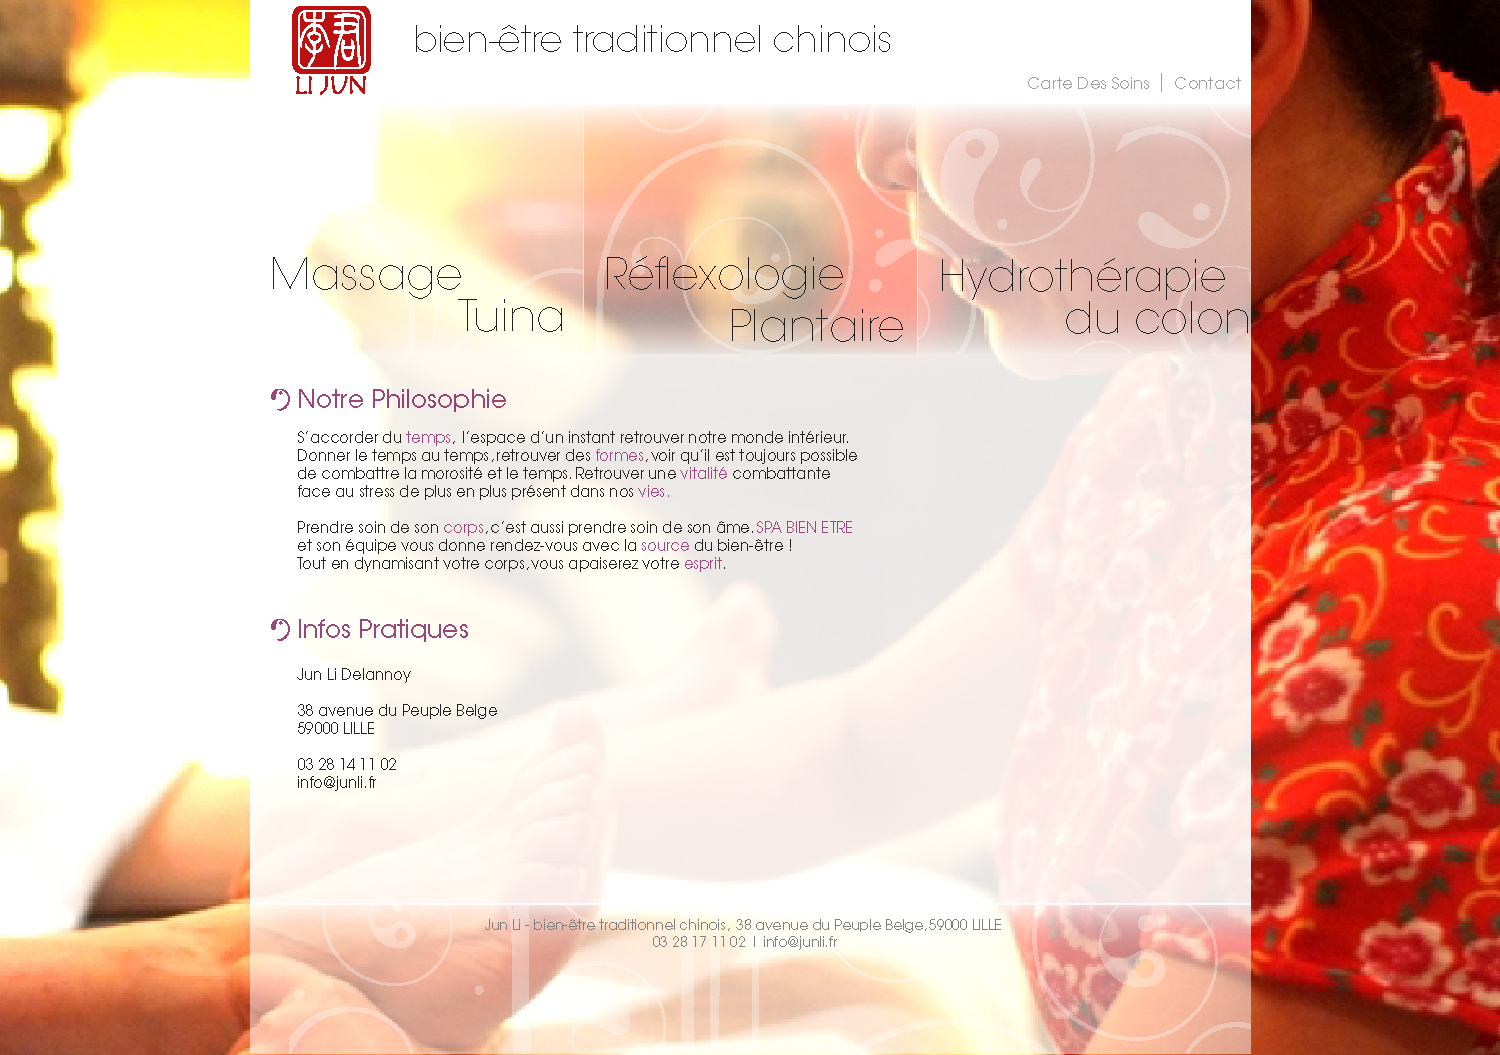 李君
LI JUN
bien-être traditionnel chinois
Carte Des Soins | Contact
Massage
Tuina
Réflexologie
Plantaire
Hydrothérapie
du colon
Notre Philosophie
S'accorder du temps, l'espace d'un instant retrouver notre monde intérieur.
Donner le temps au temps, retrouver des formes, voir qu'il est toujours possible
de combattre la morosité et le temps. Retrouver une vitalité combattante
face au stress de plus en plus présent dans nos vies.
Prendre soin de son corps, c'est aussi prendre soin de son âme. SPA BIEN ETRE
et son équipe vous donne rendez-vous avec la source du bien-être !
Tout en dynamisant votre corps, vous apaiserez votre esprit.
Infos Pratiques
Jun Li Delannoy
38 avenue du Peuple Belge
59000 LILLE
03 28 14 11 02
info@junli.fr
Jun Li - bien-être traditionnel chinois, 38 avenue du Peuple Belge, 59000 LILLE
03 28 17 11 02 | info@junli.fr